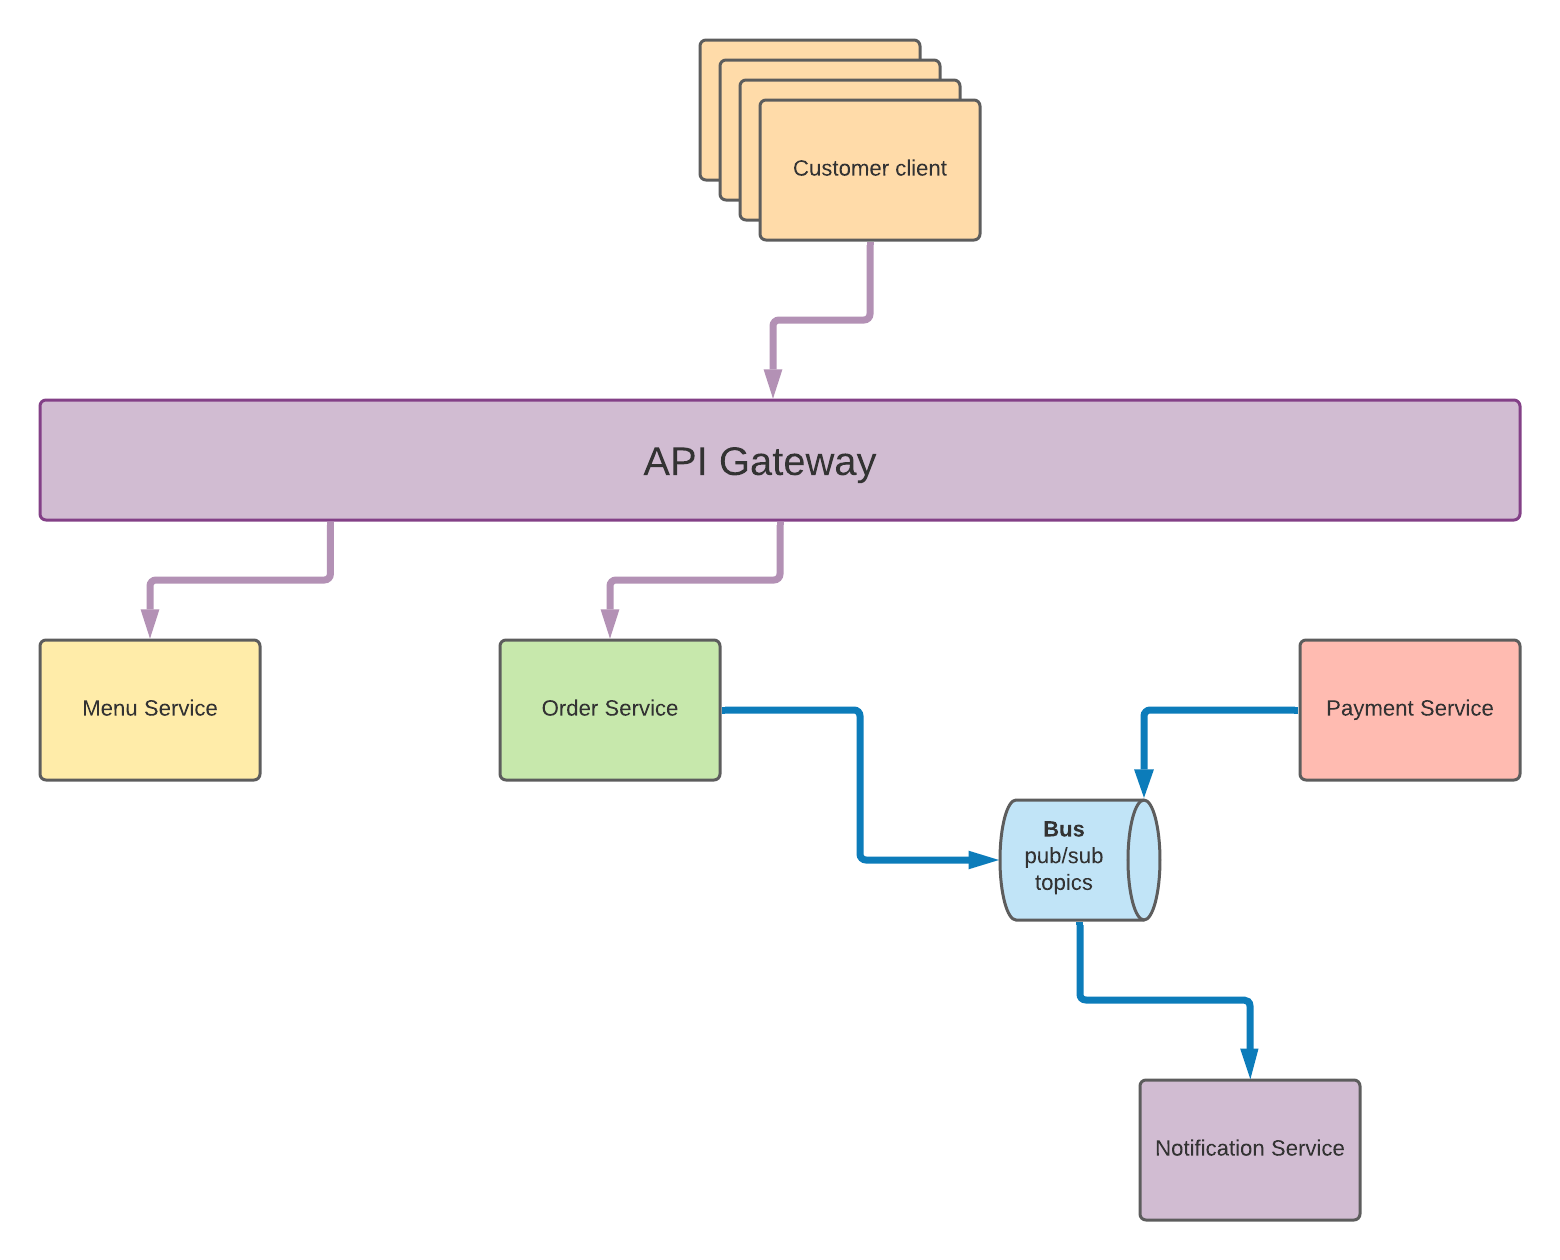 Customer client
API Gateway
Menu Service
Order Service
Payment Service
Bus
pub/sub
topics
Notification Service